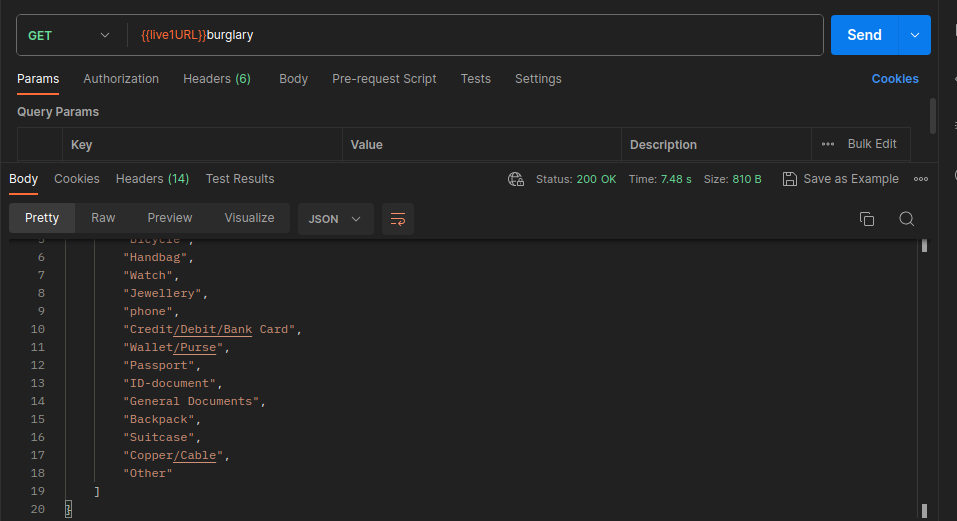 GET {{live1URL}}burglary Send
Params Authorization Headers (6) Body Pre-request Script Tests Settings Cookies
Query Params
Key Value Description ••• Bulk Edit
Body Cookies Headers (14) Test Results Status: 200 OK Time: 7.48 s Size: 810 B Save as Example
Pretty Raw Preview Visualize JSON
5 "bicycle",
6 "Handbag",
7 "Watch",
8 "Jewellery",
9 "phone",
10 "Credit/Debit/Bank Card",
11 "Wallet/Purse",
12 "Passport",
13 "ID-document",
14 "General Documents",
15 "Backpack",
16 "Suitcase",
17 "Copper/Cable",
18 "Other"
19 ]
20 }